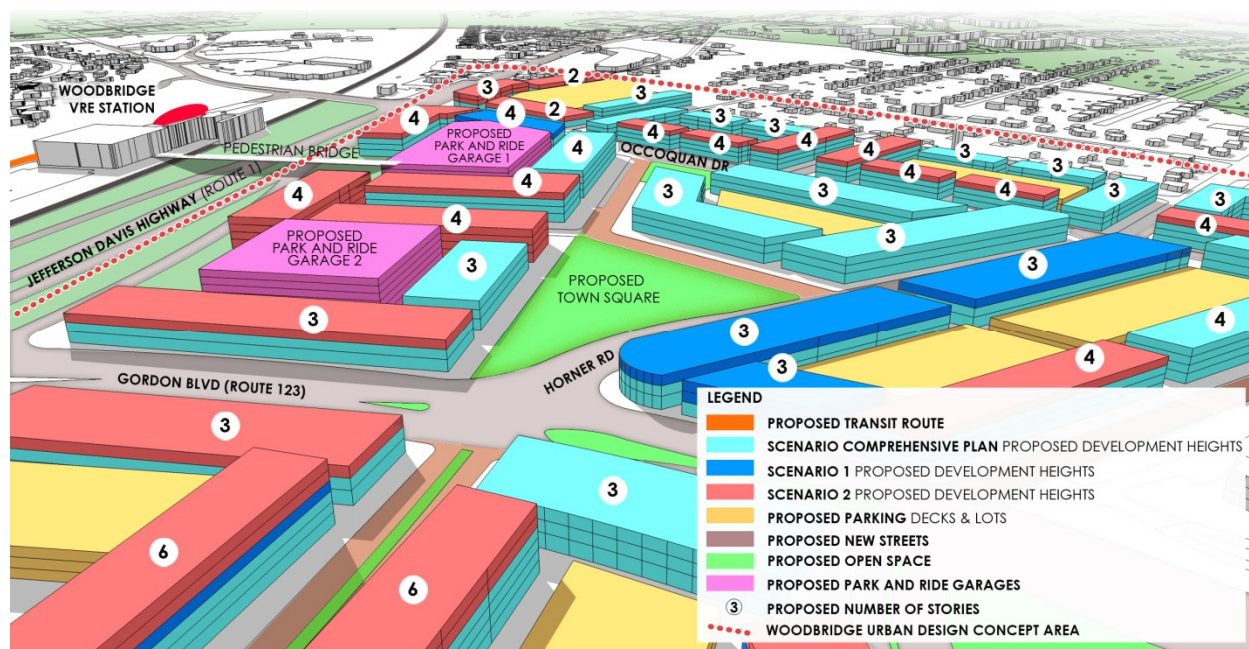 WOODBRIDGE
VRE STATION
PEDESTRIAN BRIDGE
JEFFERSON DAVIS HIGHWAY (ROUTE 1)
PROPOSED
PARK AND RIDE
GARAGE 1
PROPOSED
PARK AND RIDE
GARAGE 2
OCCOQUAN DR
PROPOSED
TOWN SQUARE
HORNER RD
GORDON BLVD (ROUTE 123)
2
3
2
3
4
4
4
3
3
4
4
4
4
4
3
3
4
4
4
3
3
4
4
3
3
3
3
3
4
3
3
4
3
3
6
6
LEGEND
PROPOSED TRANSIT ROUTE
SCENARIO COMPREHENSIVE PLAN PROPOSED DEVELOPMENT HEIGHTS
SCENARIO 1 PROPOSED DEVELOPMENT HEIGHTS
SCENARIO 2 PROPOSED DEVELOPMENT HEIGHTS
PROPOSED PARKING DECKS & LOTS
PROPOSED NEW STREETS
PROPOSED OPEN SPACE
PROPOSED PARK AND RIDE GARAGES
3 PROPOSED NUMBER OF STORIES
WOODBRIDGE URBAN DESIGN CONCEPT AREA